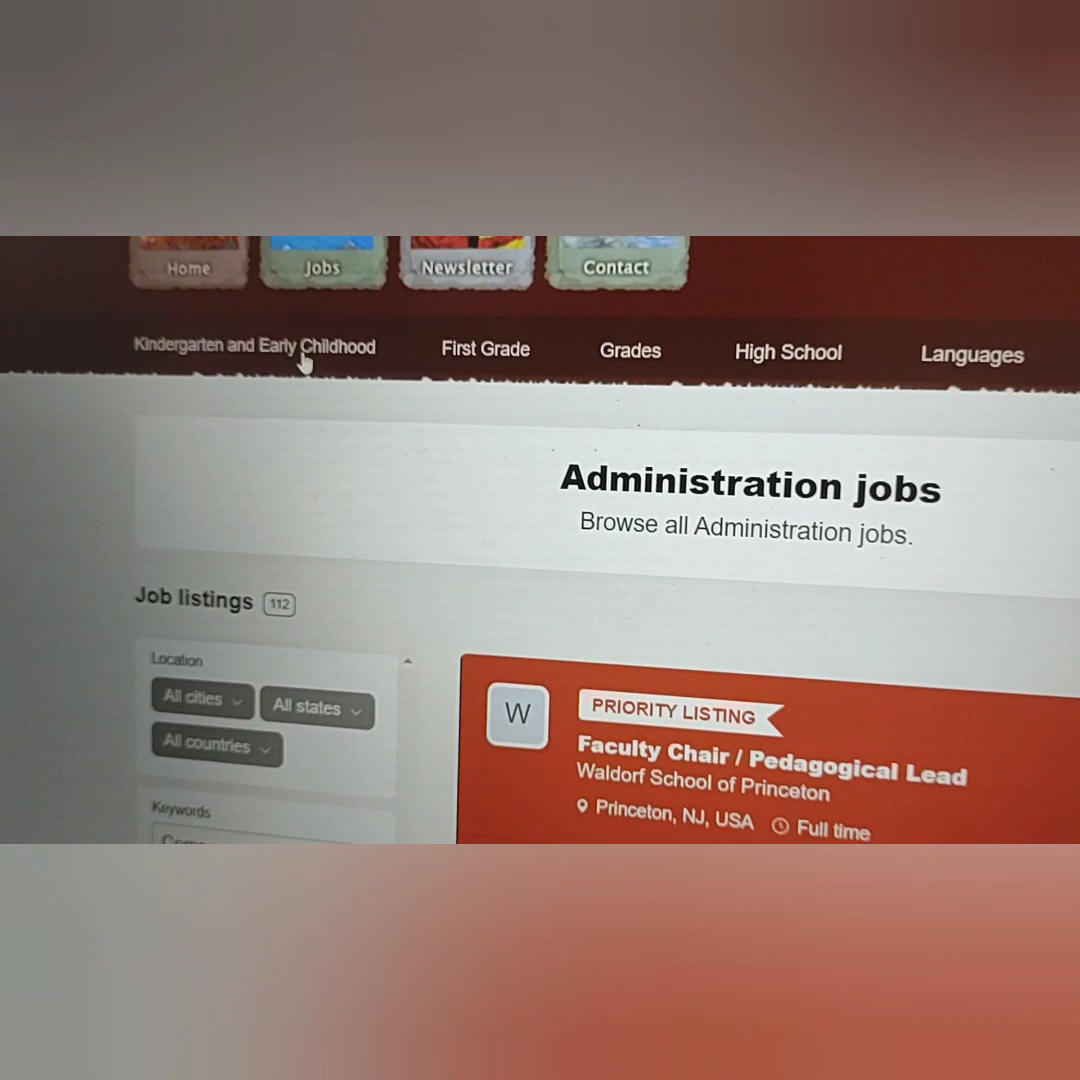 Home Jobs Newsletter Contact
Kindergarten and Early Childhood First Grade Grades High School Languages
Administration jobs
Browse all Administration jobs.
Job listings 112
Location
All cities All states
All countries
Keywords
W
PRIORITY LISTING
Faculty Chair / Pedagogical Lead
Waldorf School of Princeton
Princeton, NJ, USA Full time